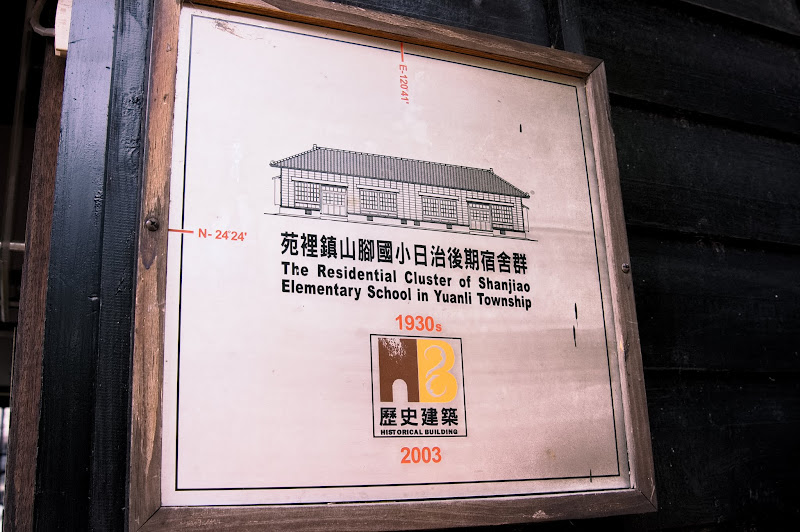 E-120°41'
N-24°24'
苑裡鎮山腳國小日治後期宿舍群
The Residential Cluster of Shanjiao
Elementary School in Yuanli Township
1930s
HB
歷史建築
HISTORICAL BUILDING
2003